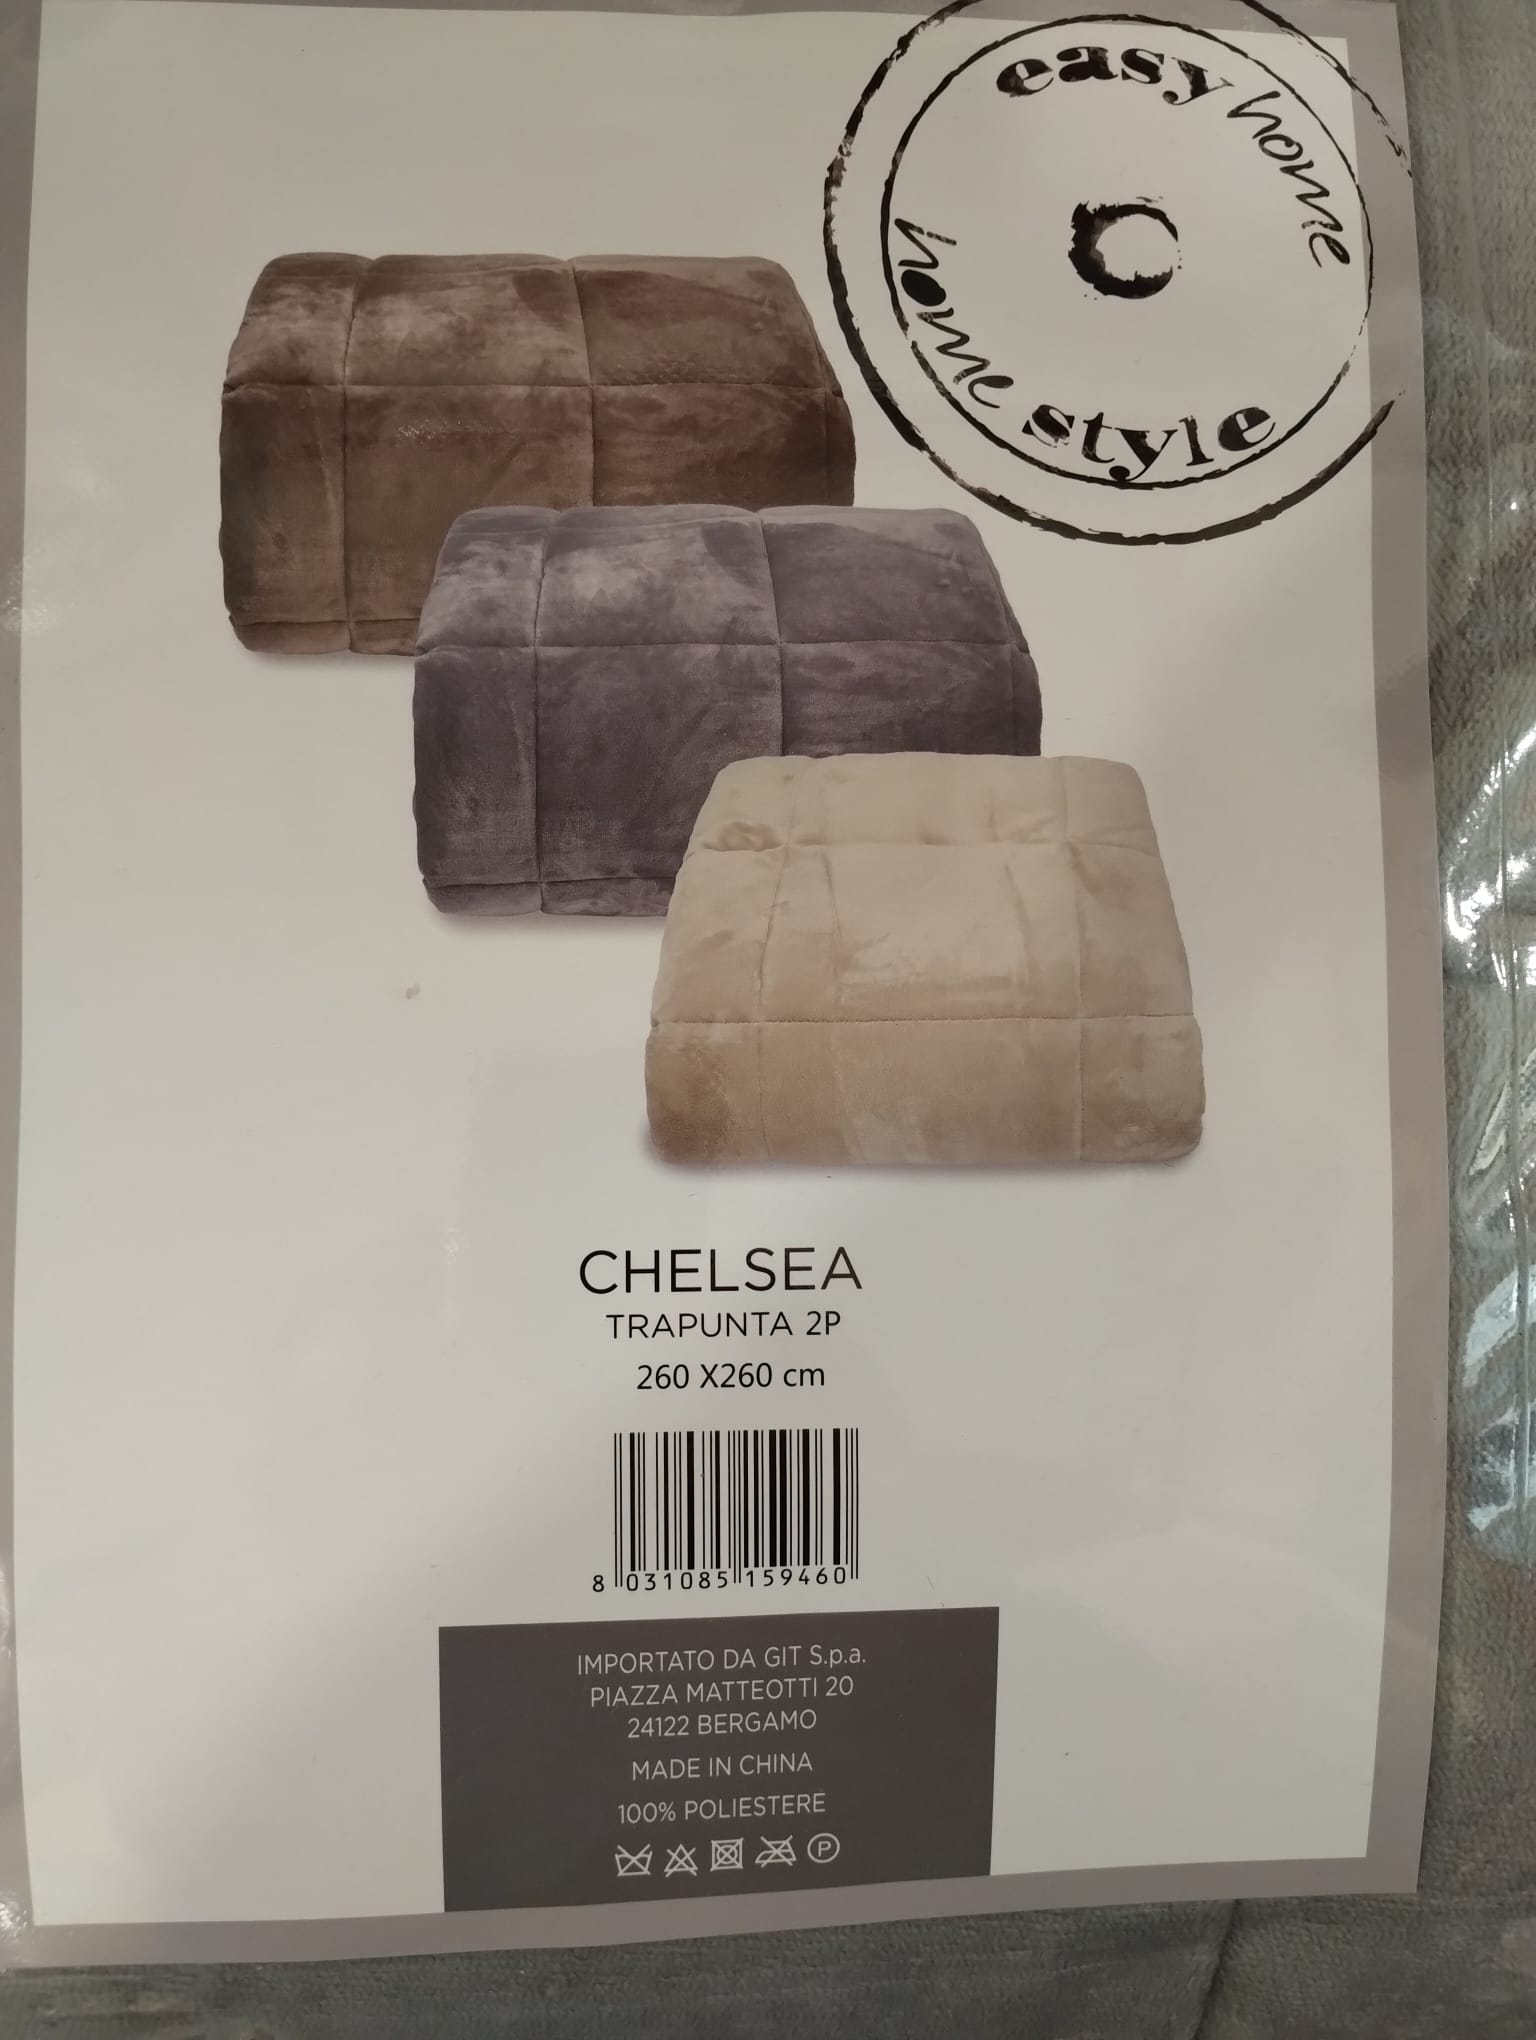 easy home
home style
CHELSEA
TRAPUNTA 2P
260 X260 cm
8 031085 159460
IMPORTATO DA GIT S.p.a.
PIAZZA MATTEOTTI 20
24122 BERGAMO
MADE IN CHINA
100% POLIESTERE
P